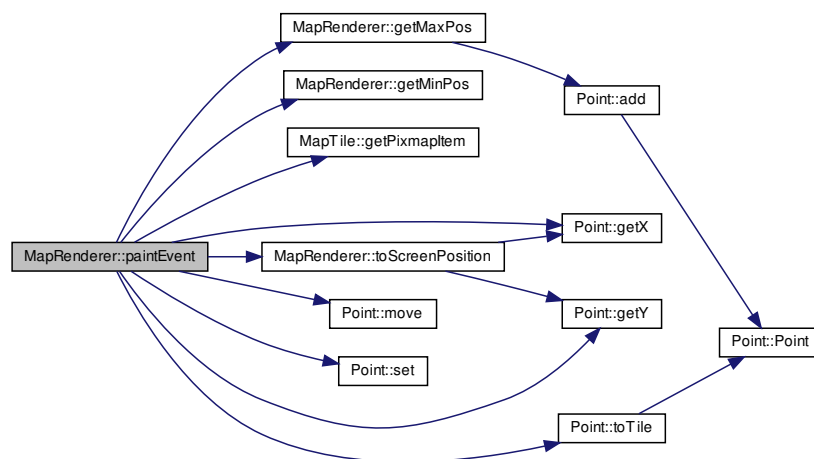 MapRenderer::getMaxPos
MapRenderer::getMinPos
Point::add
MapTile::getPixmapItem
Point::getX
MapRenderer::paintEvent
MapRenderer::toScreenPosition
Point::move
Point::getY
Point::Point
Point::set
Point::toTile